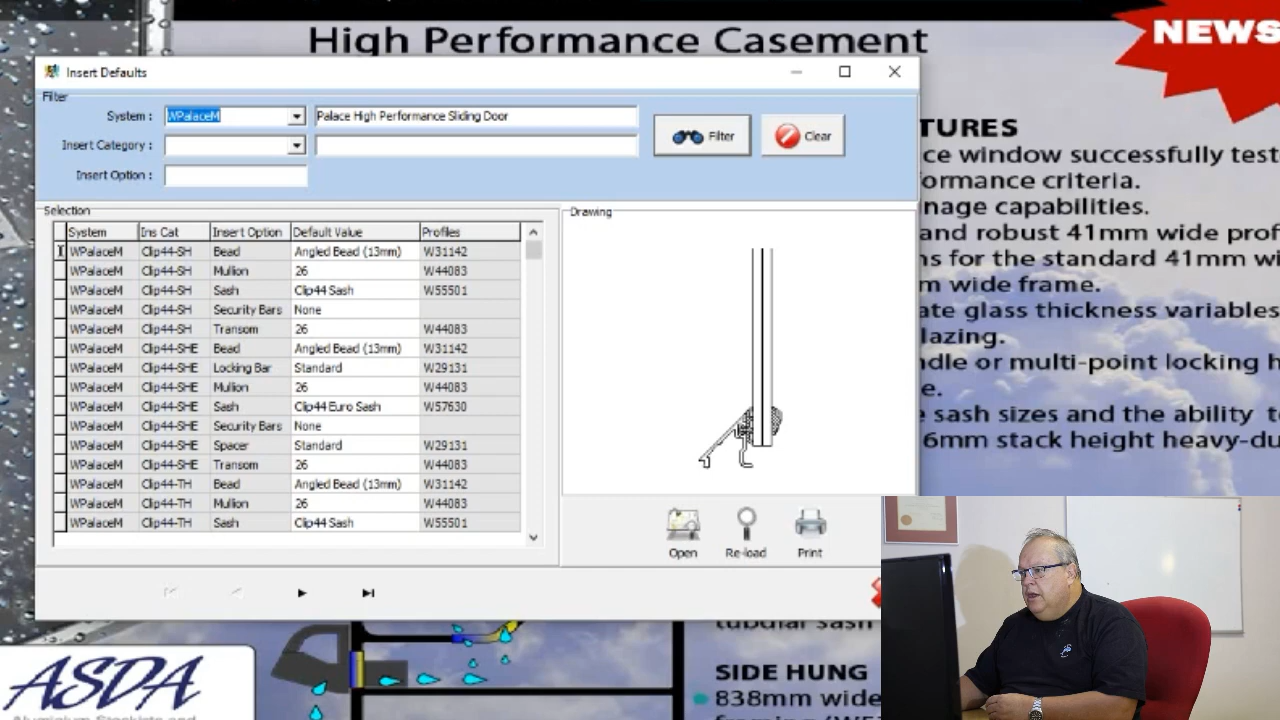 High Performance Casement
NEWS
Insert Defaults
Filter
System :
WPalaceM
Palace High Performance Sliding Door
Insert Category :
Insert Option :
Filter
Clear
Selection
System Ins Cat Insert Option Default Value Profiles
WPalaceM Clip44-SH Bead Angled Bead (13mm) W31142
WPalaceM Clip44-SH Mullion 26 W44083
WPalaceM Clip44-SH Sash Clip44 Sash W55501
WPalaceM Clip44-SH Security Bars None
WPalaceM Clip44-SH Transom 26 W44083
WPalaceM Clip44-SHE Bead Angled Bead (13mm) W31142
WPalaceM Clip44-SHE Locking Bar Standard W29131
WPalaceM Clip44-SHE Mullion 26 W44083
WPalaceM Clip44-SHE Sash Clip44 Euro Sash W57630
WPalaceM Clip44-SHE Security Bars None
WPalaceM Clip44-SHE Spacer Standard W29131
WPalaceM Clip44-SHE Transom 26 W44083
WPalaceM Clip44-TH Bead Angled Bead (13mm) W31142
WPalaceM Clip44-TH Mullion 26 W44083
WPalaceM Clip44-TH Sash Clip44 Sash W55501
Drawing
Open Re-load Print
TURES
ce window successfully test
ormance criteria.
nage capabilities.
and robust 41mm wide prof
ns for the standard 41mm wi
m wide frame.
ate glass thickness variables
lazing.
ndle or multi-point locking h
e.
e sash sizes and the ability to
6mm stack height heavy-du
tubular sash
SIDE HUNG
838mm wide
ASDA
Aluminium Stockists and